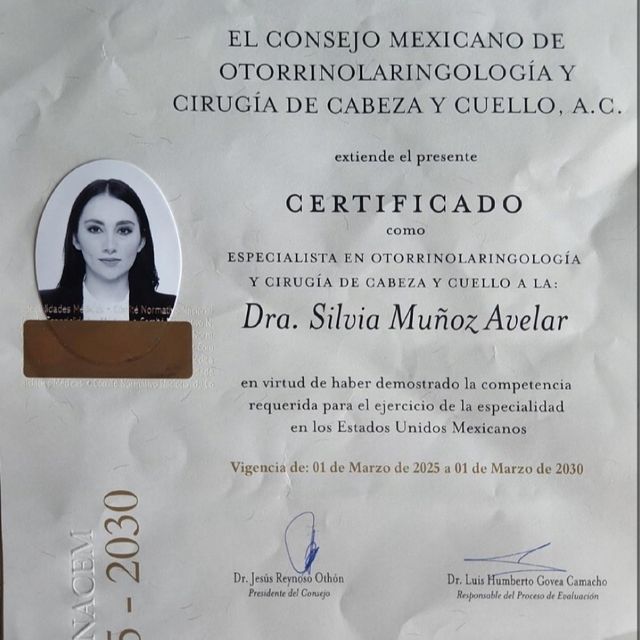 EL CONSEJO MEXICANO DE
OTORRINOLARINGOLOGÍA Y
CIRUGÍA DE CABEZA Y CUELLO, A.C.
extiende el presente
CERTIFICADO
como
ESPECIALISTA EN OTORRINOLARINGOLOGÍA
Y CIRUGÍA DE CABEZA Y CUELLO A LA:
Dra. Silvia Muñoz Avelar
en virtud de haber demostrado la competencia
requerida para el ejercicio de la especialidad
en los Estados Unidos Mexicanos
Vigencia de: 01 de Marzo de 2025 a 01 de Marzo de 2030
Dr. Jesús Reynoso Othón
Presidente del Consejo
Dr. Luis Humberto Govea Camacho
Responsable del Proceso de Evaluación
NACEM
5 - 2030